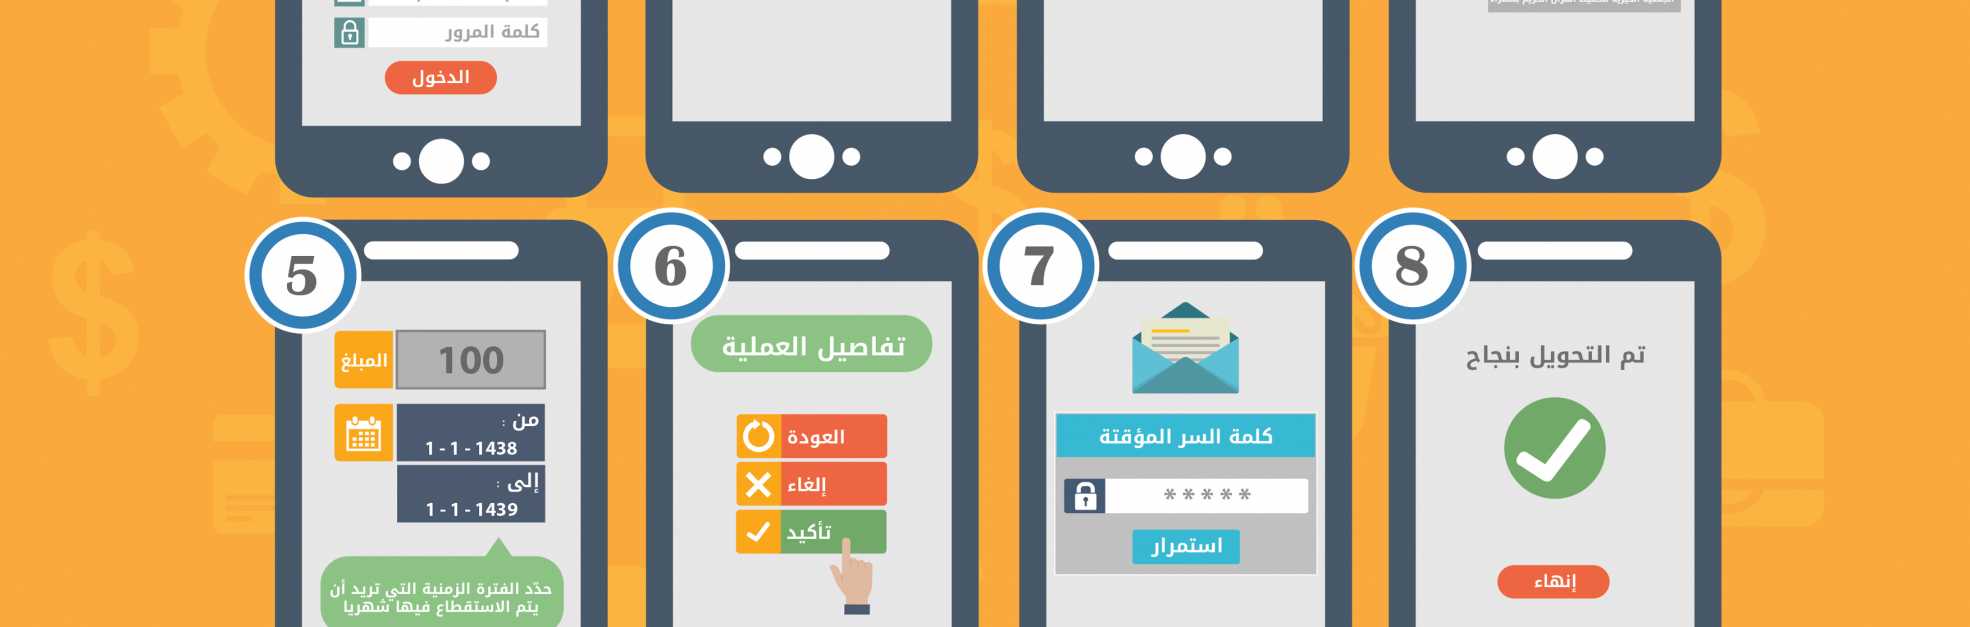 كلمة المرور
الدخول
5
المبلغ
100
من :
1 - 1 - 1438
إلى :
1 - 1 - 1439
حدّد الفترة الزمنية التي تريد أن
يتم الاستقطاع فيها شهريا
6
تفاصيل العملية
العودة
إلغاء
تأكيد
7
كلمة السر المؤقتة
* * * * *
استمرار
8
تم التحويل بنجاح
إنهاء